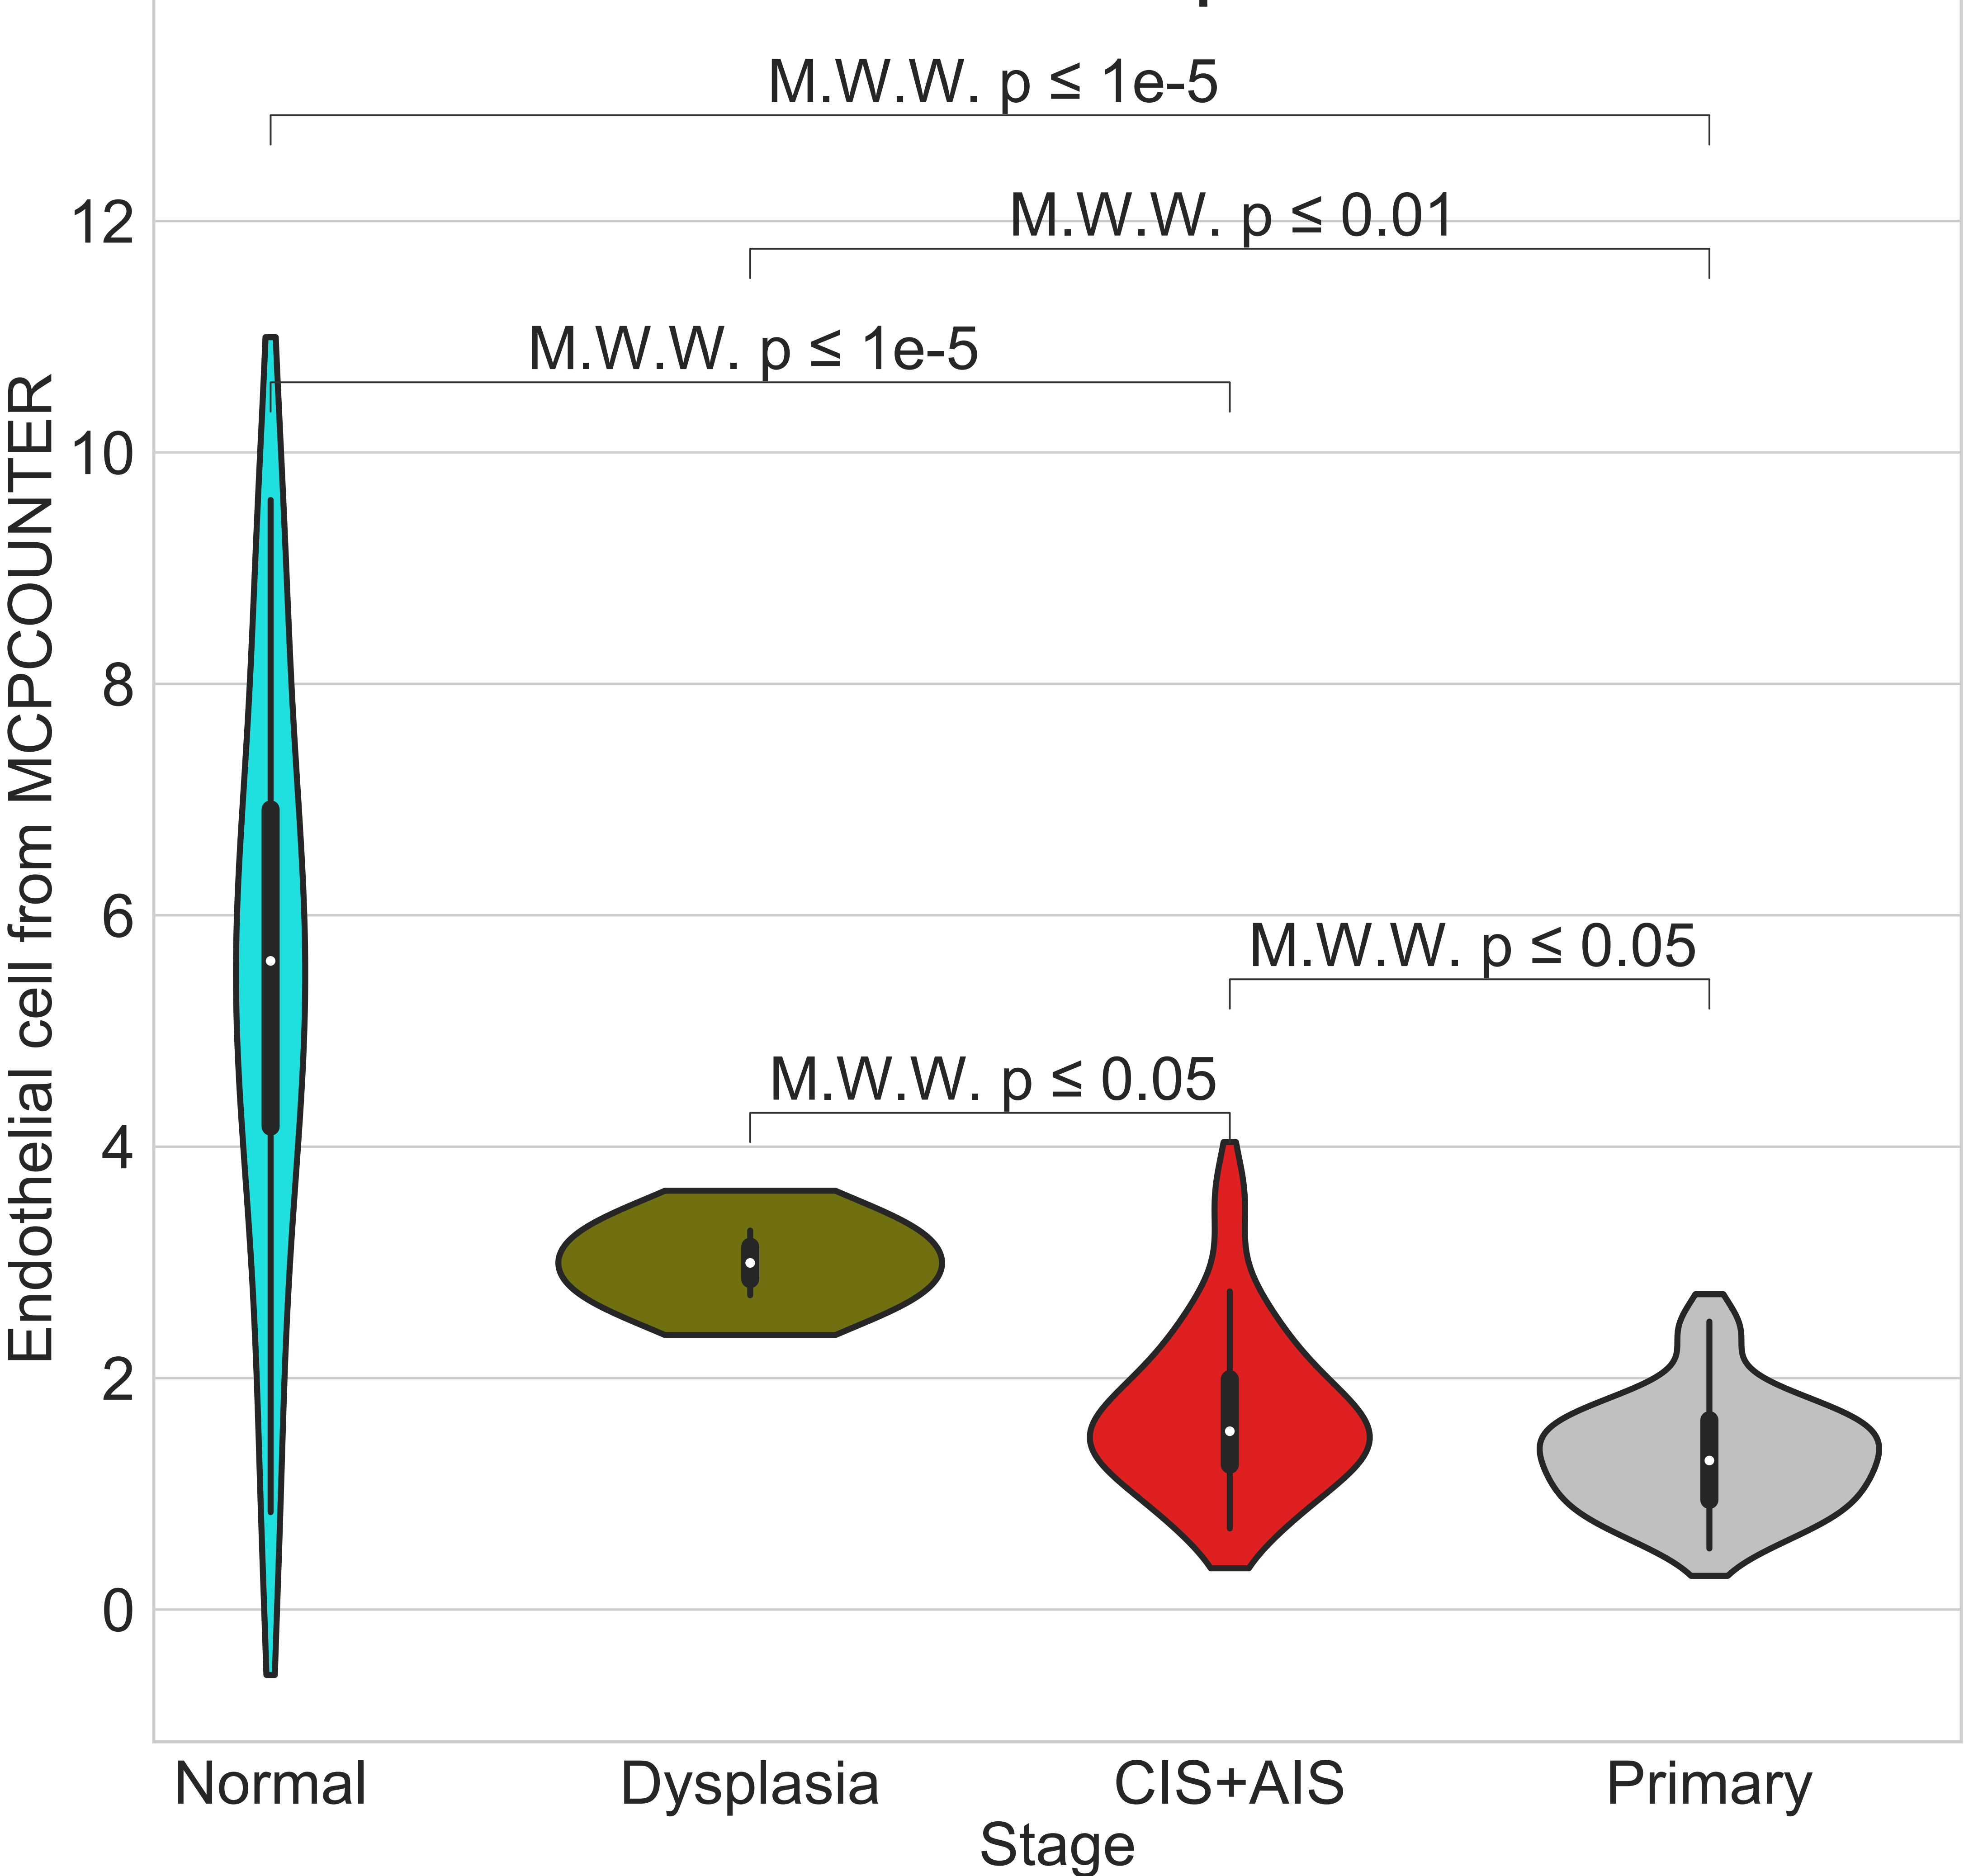 M.W.W. p ≤ 1e-5
12
M.W.W. p ≤ 0.01
M.W.W. p ≤ 1e-5
10
8
6
M.W.W. p ≤ 0.05
M.W.W. p ≤ 0.05
4
2
0
Endothelial cell from MCPCOUNTER
Normal
Dysplasia
CIS+AIS
Primary
Stage